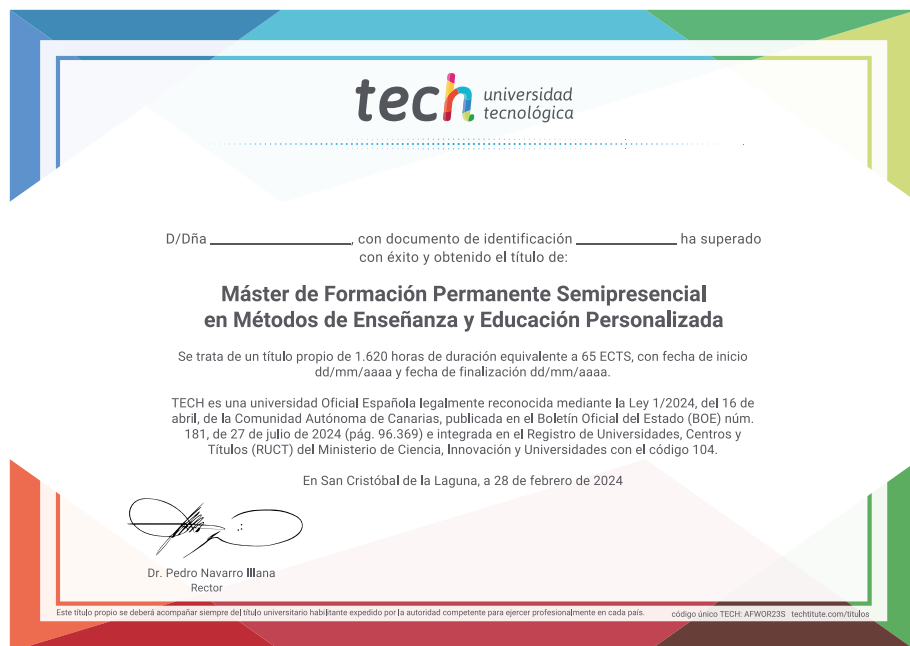 tech universidad
tecnológica
D/Dña ____________________, con documento de identificación ______________ ha superado
con éxito y obtenido el título de:
Máster de Formación Permanente Semipresencial
en Métodos de Enseñanza y Educación Personalizada
Se trata de un título propio de 1.620 horas de duración equivalente a 65 ECTS, con fecha de inicio
dd/mm/aaaa y fecha de finalización dd/mm/aaaa.
TECH es una universidad Oficial Española legalmente reconocida mediante la Ley 1/2024, del 16 de
abril, de la Comunidad Autónoma de Canarias, publicada en el Boletín Oficial del Estado (BOE) núm.
181, de 27 de julio de 2024 (pág. 96.369) e integrada en el Registro de Universidades, Centros y
Títulos (RUCT) del Ministerio de Ciencia, Innovación y Universidades con el código 104.
En San Cristóbal de la Laguna, a 28 de febrero de 2024
Dr. Pedro Navarro Illana
Rector
Este título propio se deberá acompañar siempre del título universitario habilitante expedido por la autoridad competente para ejercer profesionalmente en cada país. código único TECH: AFWOR23S techtitute.com/titulos